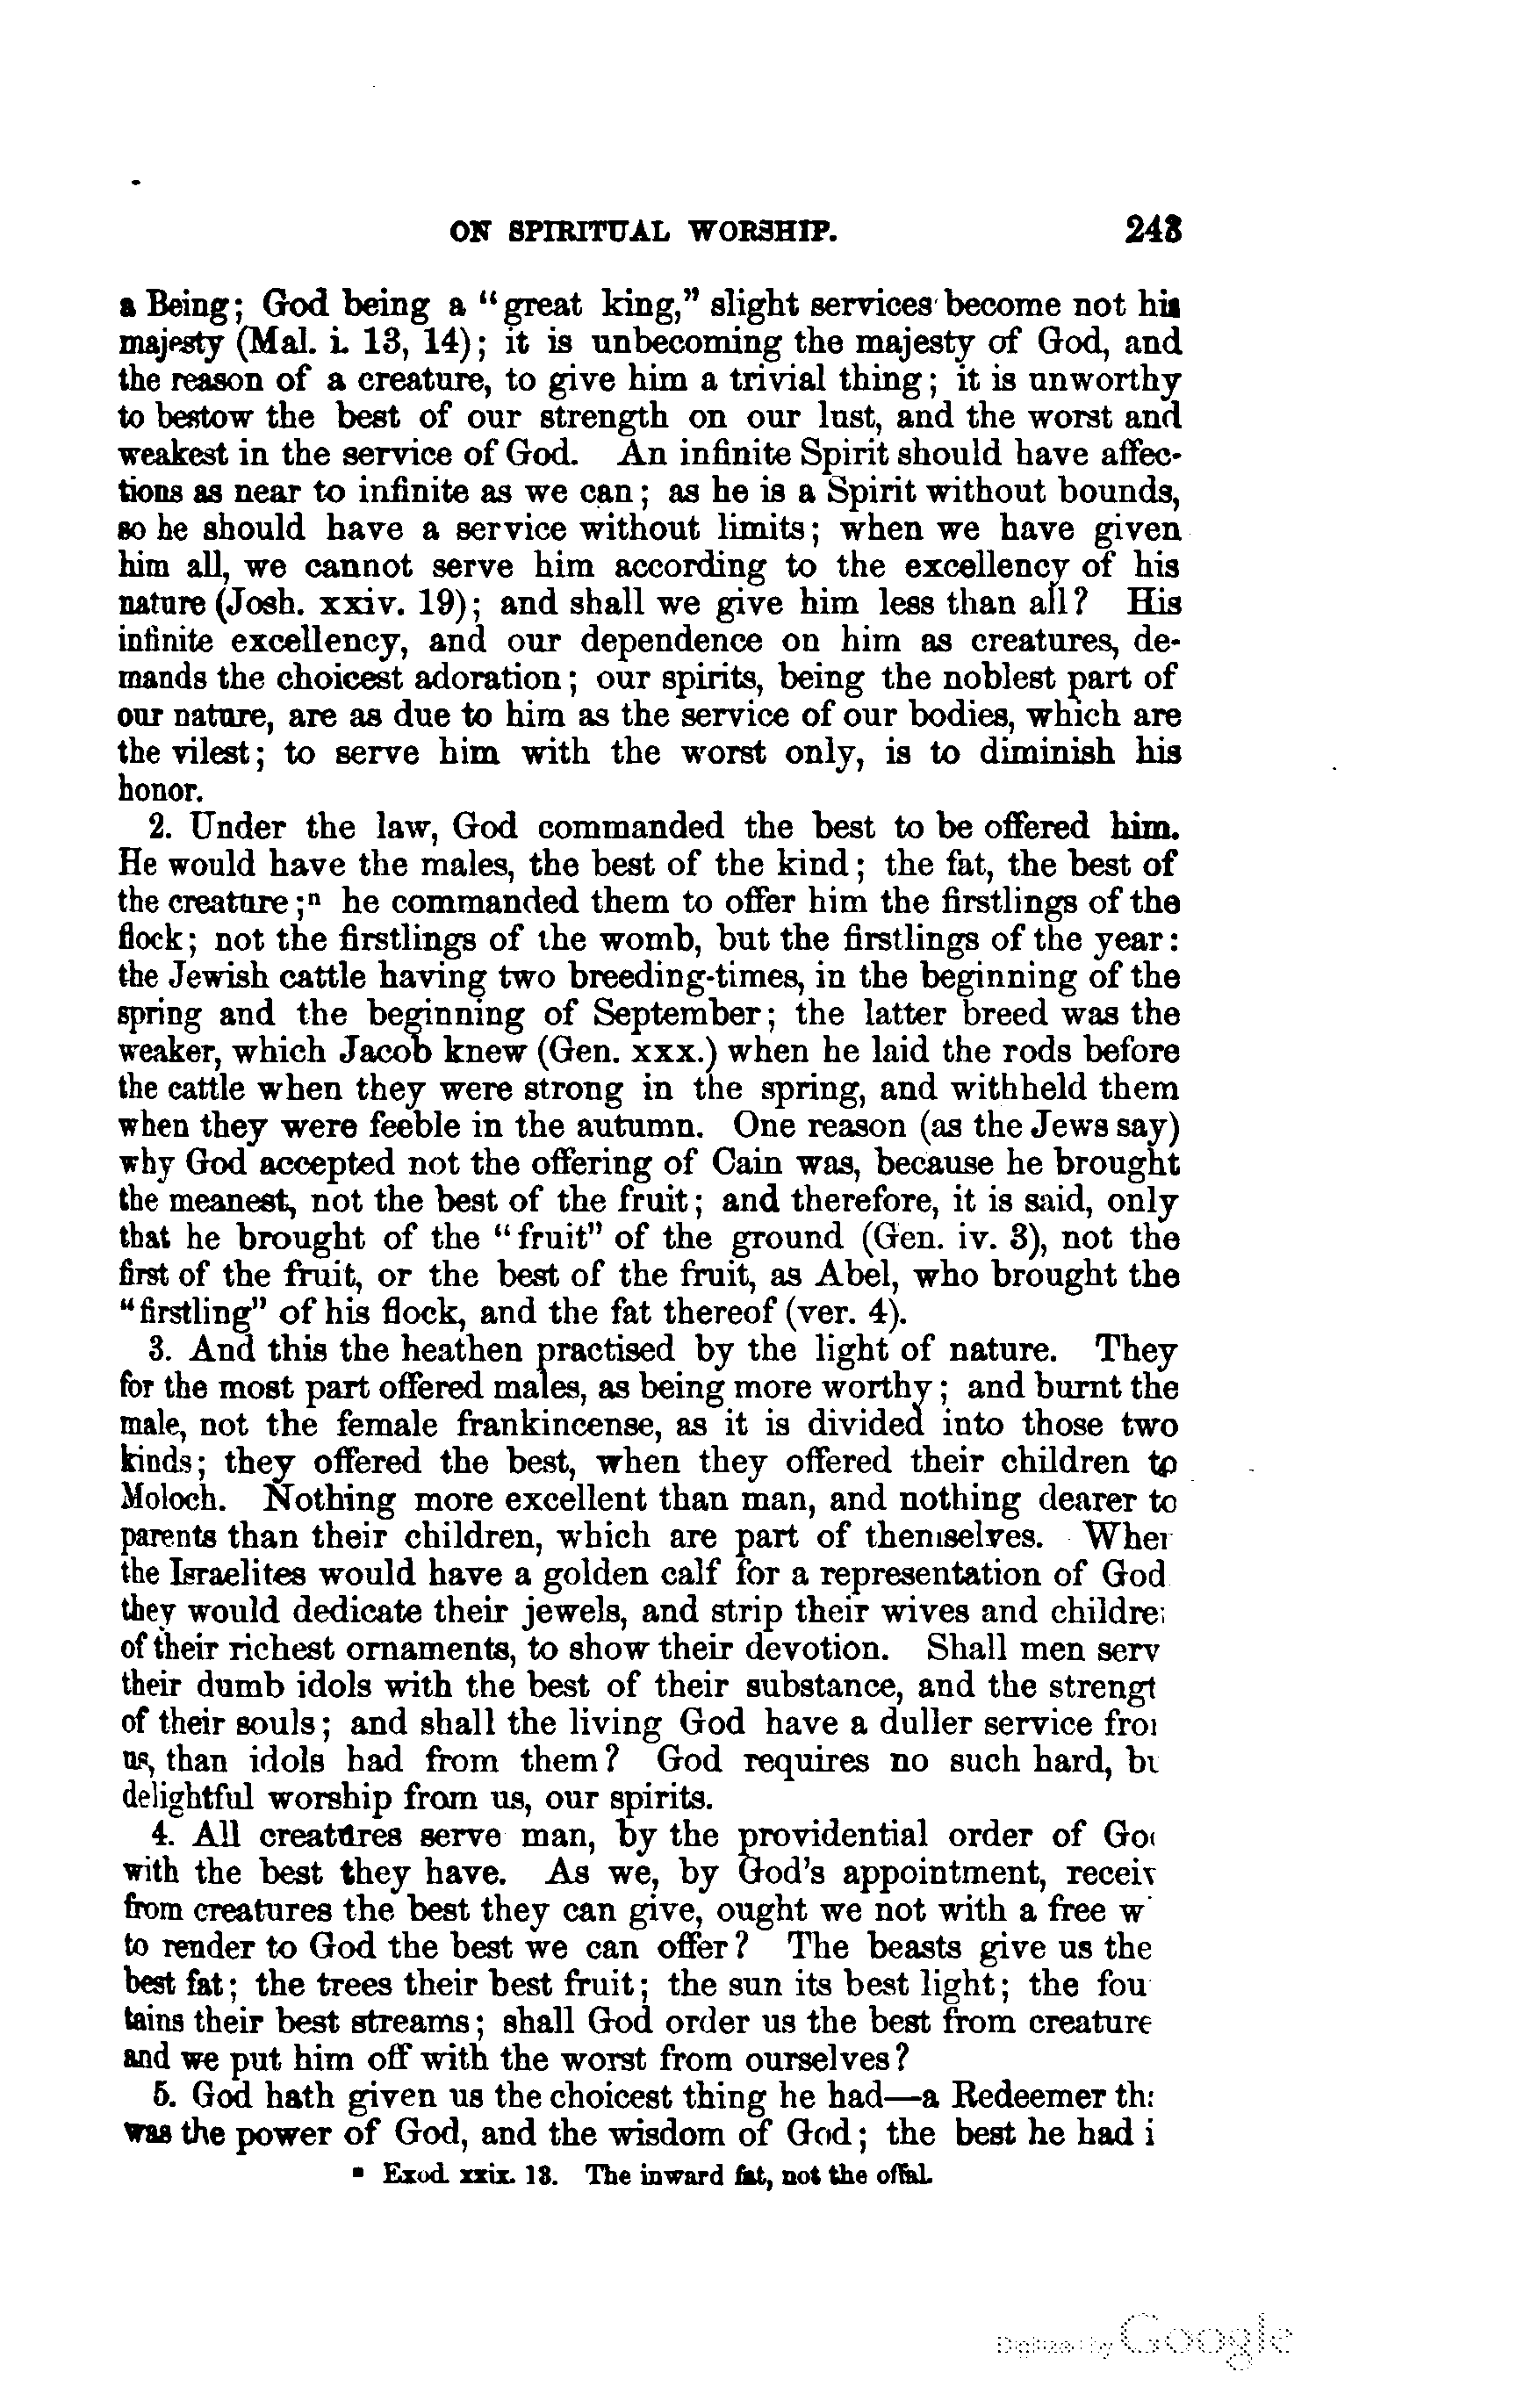 ON SPIRITUAL WORSHIP. 243
a Being; God being a “great king,” slight services become not his
majesty (Mal. i. 13, 14); it is unbecoming the majesty of God, and
the reason of a creature, to give him a trivial thing; it is unworthy
to bestow the best of our strength on our lust, and the worst and
weakest in the service of God. An infinite Spirit should have affec-
tions as near to infinite as we can; as he is a Spirit without bounds,
so he should have a service without limits; when we have given
him all, we cannot serve him according to the excellency of his
nature (Josh. xxiv. 19); and shall we give him less than all? His
infinite excellency, and our dependence on him as creatures, de-
mands the choicest adoration; our spirits, being the noblest part of
our nature, are as due to him as the service of our bodies, which are
the vilest; to serve him with the worst only, is to diminish his
honor.
2. Under the law, God commanded the best to be offered him.
He would have the males, the best of the kind; the fat, the best of
the creature;ⁿ he commanded them to offer him the firstlings of the
flock; not the firstlings of the womb, but the firstlings of the year:
the Jewish cattle having two breeding-times, in the beginning of the
spring and the beginning of September; the latter breed was the
weaker, which Jacob knew (Gen. xxx.) when he laid the rods before
the cattle when they were strong in the spring, and withheld them
when they were feeble in the autumn. One reason (as the Jews say)
why God accepted not the offering of Cain was, because he brought
the meanest, not the best of the fruit; and therefore, it is said, only
that he brought of the “fruit” of the ground (Gen. iv. 3), not the
first of the fruit, or the best of the fruit, as Abel, who brought the
“firstling” of his flock, and the fat thereof (ver. 4).
3. And this the heathen practised by the light of nature. They
for the most part offered males, as being more worthy; and burnt the
male, not the female frankincense, as it is divided into those two
kinds; they offered the best, when they offered their children to
Moloch. Nothing more excellent than man, and nothing dearer to
parents than their children, which are part of themselves. Wher
the Israelites would have a golden calf for a representation of God
they would dedicate their jewels, and strip their wives and childre
of their richest ornaments, to show their devotion. Shall men serv
their dumb idols with the best of their substance, and the strengt
of their souls; and shall the living God have a duller service fro
us, than idols had from them? God requires no such hard, b
delightful worship from us, our spirits.
4. All creatures serve man, by the providential order of Go
with the best they have. As we, by God's appointment, recei
from creatures the best they can give, ought we not with a free w
to render to God the best we can offer? The beasts give us the
best fat; the trees their best fruit; the sun its best light; the fou
tains their best streams; shall God order us the best from creature
and we put him off with the worst from ourselves?
5. God hath given us the choicest thing he had—a Redeemer th
was the power of God, and the wisdom of God; the best he had i
ⁿ Exod. xxix. 13. The inward fat, not the offal.
Digitized by Google